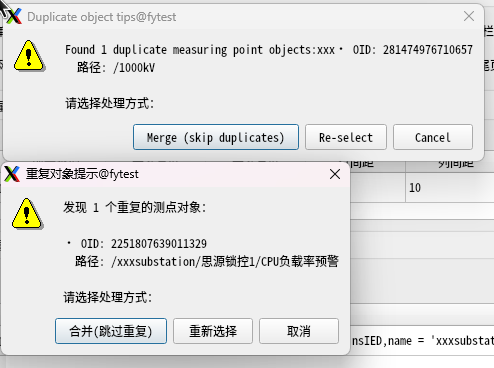 Duplicate object tips@fytest
Found 1 duplicate measuring point objects:xxx· OID: 281474976710657
路径: /1000kV
请选择处理方式:
Merge (skip duplicates)
Re-select
Cancel
列间距
10
重复对象提示@fytest
发现 1 个重复的测点对象:
· OID: 2251807639011329
路径: /xxxsubstation/思源锁控1/CPU负载率预警
请选择处理方式:
合并(跳过重复)
重新选择
取消
nsIED,name = 'xxxsubstat